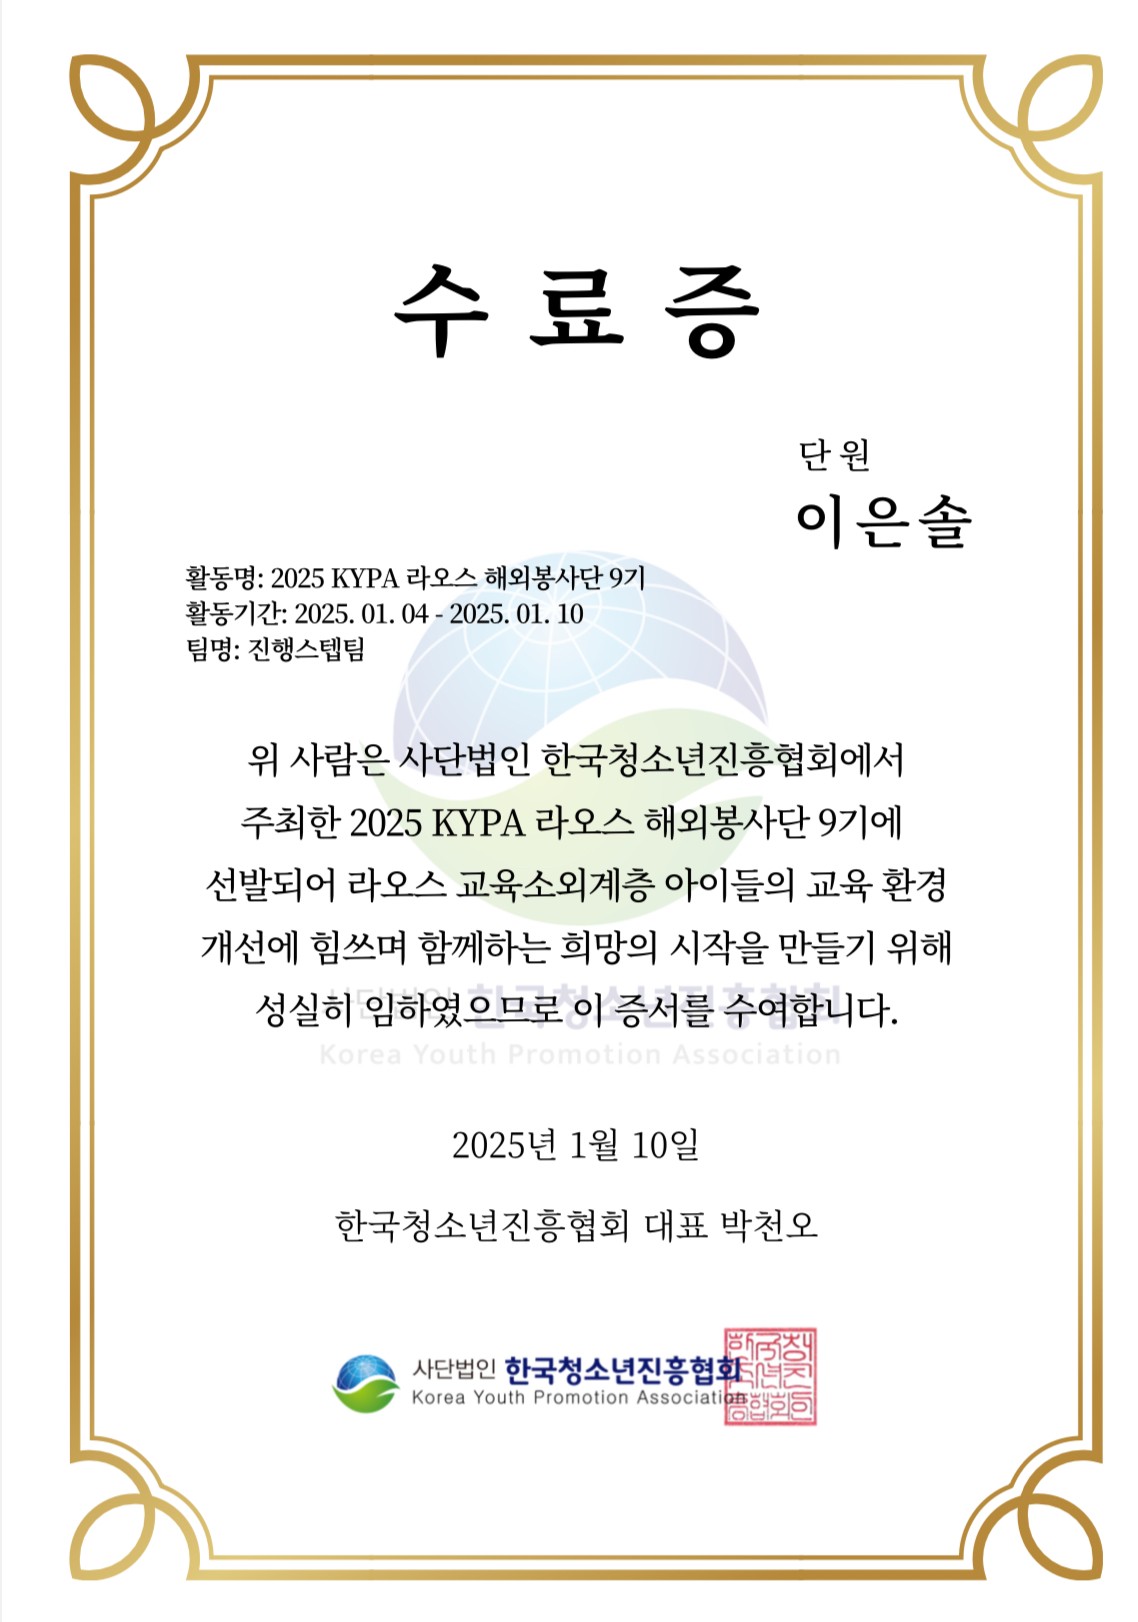 수 료 증
단 원
이은솔
활동명: 2025 KYPA 라오스 해외봉사단 9기
활동기간: 2025. 01. 04 - 2025. 01. 10
팀명: 진행스텝팀
위 사람은 사단법인 한국청소년진흥협회에서
주최한 2025 KYPA 라오스 해외봉사단 9기에
선발되어 라오스 교육소외계층 아이들의 교육 환경
개선에 힘쓰며 함께하는 희망의 시작을 만들기 위해
성실히 임하였으므로 이 증서를 수여합니다.
사단법인 한국청소년진흥협회
Korea Youth Promotion Association
2025년 1월 10일
한국청소년진흥협회 대표 박천오
사단법인 한국청소년진흥협회
Korea Youth Promotion Association